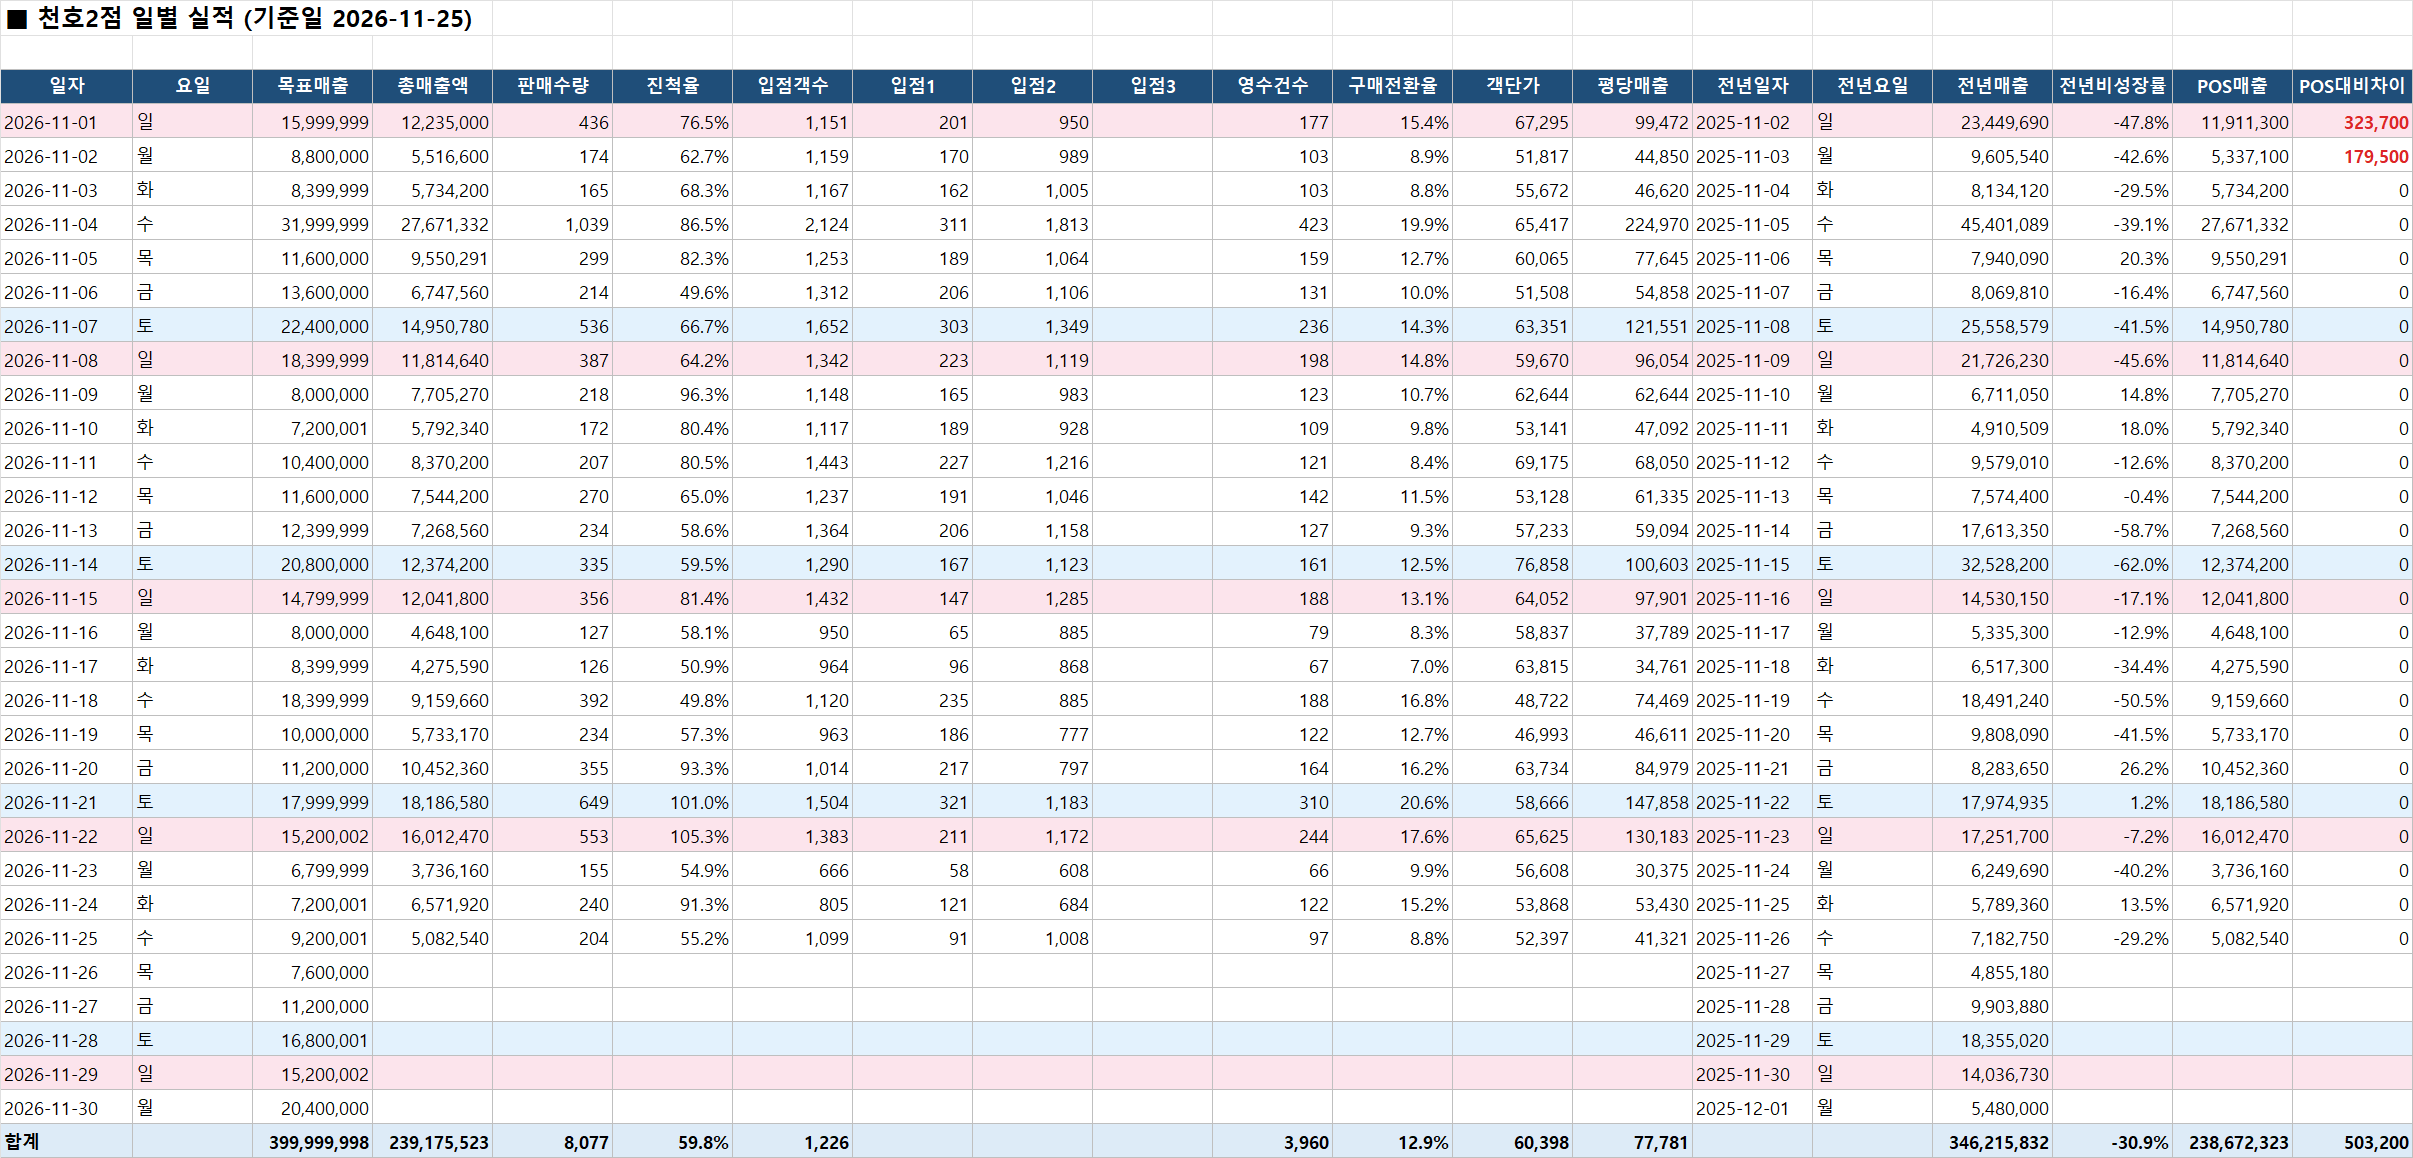 ■ 천호2점 일별 실적 (기준일 2026-11-25)
일자 요일 목표매출 총매출액 판매수량 진척율 입점객수 입점1 입점2 입점3 영수건수 구매전환율 객단가 평당매출 전년일자 전년요일 전년매출 전년비성장률 POS매출 POS대비차이
2026-11-01 일 15,999,999 12,235,000 436 76.5% 1,151 201 950 177 15.4% 67,295 99,472 2025-11-02 일 23,449,690 -47.8% 11,911,300 323,700
2026-11-02 월 8,800,000 5,516,600 174 62.7% 1,159 170 989 103 8.9% 51,817 44,850 2025-11-03 월 9,605,540 -42.6% 5,337,100 179,500
2026-11-03 화 8,399,999 5,734,200 165 68.3% 1,167 162 1,005 103 8.8% 55,672 46,620 2025-11-04 화 8,134,120 -29.5% 5,734,200 0
2026-11-04 수 31,999,999 27,671,332 1,039 86.5% 2,124 311 1,813 423 19.9% 65,417 224,970 2025-11-05 수 45,401,089 -39.1% 27,671,332 0
2026-11-05 목 11,600,000 9,550,291 299 82.3% 1,253 189 1,064 159 12.7% 60,065 77,645 2025-11-06 목 7,940,090 20.3% 9,550,291 0
2026-11-06 금 13,600,000 6,747,560 214 49.6% 1,312 206 1,106 131 10.0% 51,508 54,858 2025-11-07 금 8,069,810 -16.4% 6,747,560 0
2026-11-07 토 22,400,000 14,950,780 536 66.7% 1,652 303 1,349 236 14.3% 63,351 121,551 2025-11-08 토 25,558,579 -41.5% 14,950,780 0
2026-11-08 일 18,399,999 11,814,640 387 64.2% 1,342 223 1,119 198 14.8% 59,670 96,054 2025-11-09 일 21,726,230 -45.6% 11,814,640 0
2026-11-09 월 8,000,000 7,705,270 218 96.3% 1,148 165 983 123 10.7% 62,644 62,644 2025-11-10 월 6,711,050 14.8% 7,705,270 0
2026-11-10 화 7,200,001 5,792,340 172 80.4% 1,117 189 928 109 9.8% 53,141 47,092 2025-11-11 화 4,910,509 18.0% 5,792,340 0
2026-11-11 수 10,400,000 8,370,200 207 80.5% 1,443 227 1,216 121 8.4% 69,175 68,050 2025-11-12 수 9,579,010 -12.6% 8,370,200 0
2026-11-12 목 11,600,000 7,544,200 270 65.0% 1,237 191 1,046 142 11.5% 53,128 61,335 2025-11-13 목 7,574,400 -0.4% 7,544,200 0
2026-11-13 금 12,399,999 7,268,560 234 58.6% 1,364 206 1,158 127 9.3% 57,233 59,094 2025-11-14 금 17,613,350 -58.7% 7,268,560 0
2026-11-14 토 20,800,000 12,374,200 335 59.5% 1,290 167 1,123 161 12.5% 76,858 100,603 2025-11-15 토 32,528,200 -62.0% 12,374,200 0
2026-11-15 일 14,799,999 12,041,800 356 81.4% 1,432 147 1,285 188 13.1% 64,052 97,901 2025-11-16 일 14,530,150 -17.1% 12,041,800 0
2026-11-16 월 8,000,000 4,648,100 127 58.1% 950 65 885 79 8.3% 58,837 37,789 2025-11-17 월 5,335,300 -12.9% 4,648,100 0
2026-11-17 화 8,399,999 4,275,590 126 50.9% 964 96 868 67 7.0% 63,815 34,761 2025-11-18 화 6,517,300 -34.4% 4,275,590 0
2026-11-18 수 18,399,999 9,159,660 392 49.8% 1,120 235 885 188 16.8% 48,722 74,469 2025-11-19 수 18,491,240 -50.5% 9,159,660 0
2026-11-19 목 10,000,000 5,733,170 234 57.3% 963 186 777 122 12.7% 46,993 46,611 2025-11-20 목 9,808,090 -41.5% 5,733,170 0
2026-11-20 금 11,200,000 10,452,360 355 93.3% 1,014 217 797 164 16.2% 63,734 84,979 2025-11-21 금 8,283,650 26.2% 10,452,360 0
2026-11-21 토 17,999,999 18,186,580 649 101.0% 1,504 321 1,183 310 20.6% 58,666 147,858 2025-11-22 토 17,974,935 1.2% 18,186,580 0
2026-11-22 일 15,200,002 16,012,470 553 105.3% 1,383 211 1,172 244 17.6% 65,625 130,183 2025-11-23 일 17,251,700 -7.2% 16,012,470 0
2026-11-23 월 6,799,999 3,736,160 155 54.9% 666 58 608 66 9.9% 56,608 30,375 2025-11-24 월 6,249,690 -40.2% 3,736,160 0
2026-11-24 화 7,200,001 6,571,920 240 91.3% 805 121 684 122 15.2% 53,868 53,430 2025-11-25 화 5,789,360 13.5% 6,571,920 0
2026-11-25 수 9,200,001 5,082,540 204 55.2% 1,099 91 1,008 97 8.8% 52,397 41,321 2025-11-26 수 7,182,750 -29.2% 5,082,540 0
2026-11-26 목 7,600,000 2025-11-27 목 4,855,180
2026-11-27 금 11,200,000 2025-11-28 금 9,903,880
2026-11-28 토 16,800,001 2025-11-29 토 18,355,020
2026-11-29 일 15,200,002 2025-11-30 일 14,036,730
2026-11-30 월 20,400,000 2025-12-01 월 5,480,000
합계 399,999,998 239,175,523 8,077 59.8% 1,226 3,960 12.9% 60,398 77,781 346,215,832 -30.9% 238,672,323 503,200